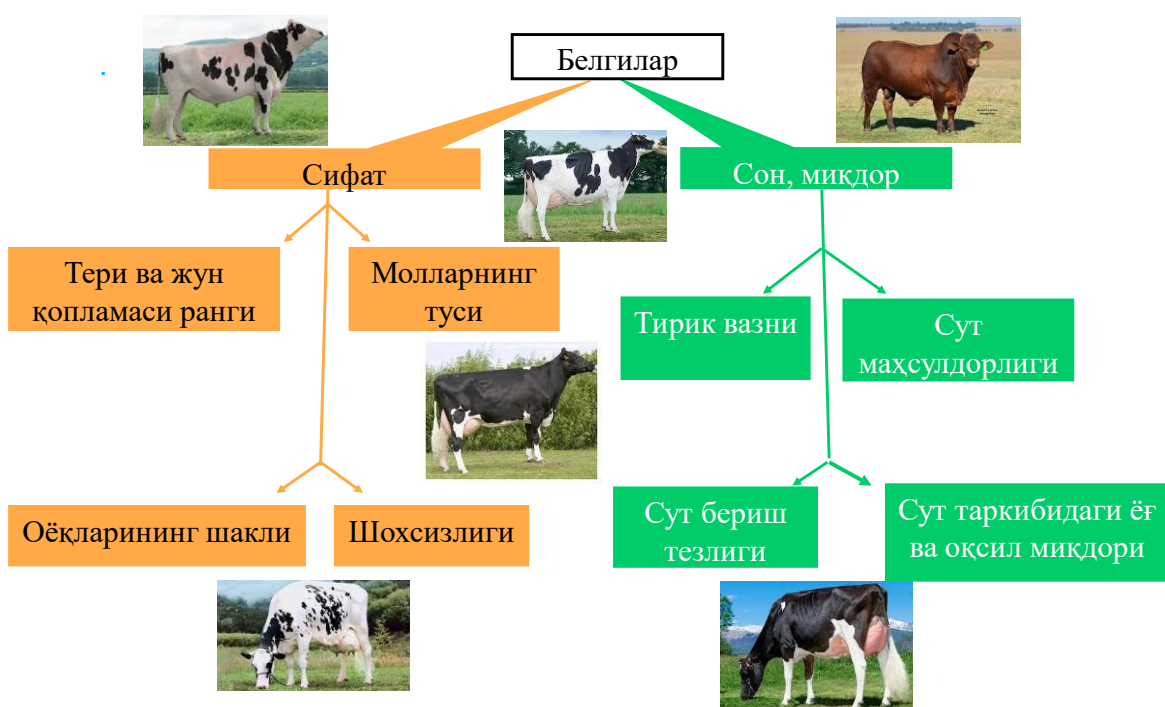 Белгилар
Сифат
Сон, миқдор
Тери ва жун
қопламаси ранги
Молларнинг
туси
Тирик вазни
Сут
маҳсулдорлиги
Оёқларининг шакли
Шохсизлиги
Сут бериш
тезлиги
Сут таркибидаги ёғ
ва оқсил миқдори